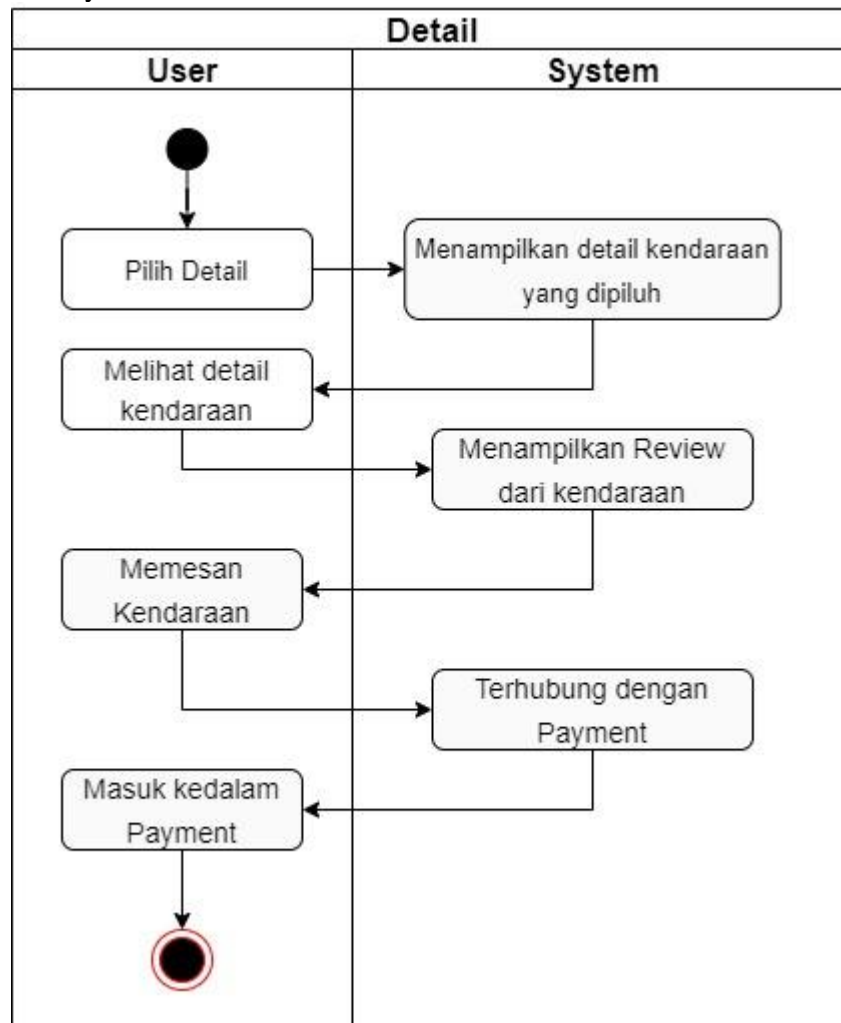 Detail
User
System
Pilih Detail
Menampilkan detail kendaraan
yang dipiluh
Melihat detail
kendaraan
Menampilkan Review
dari kendaraan
Memesan
Kendaraan
Terhubung dengan
Payment
Masuk kedalam
Payment